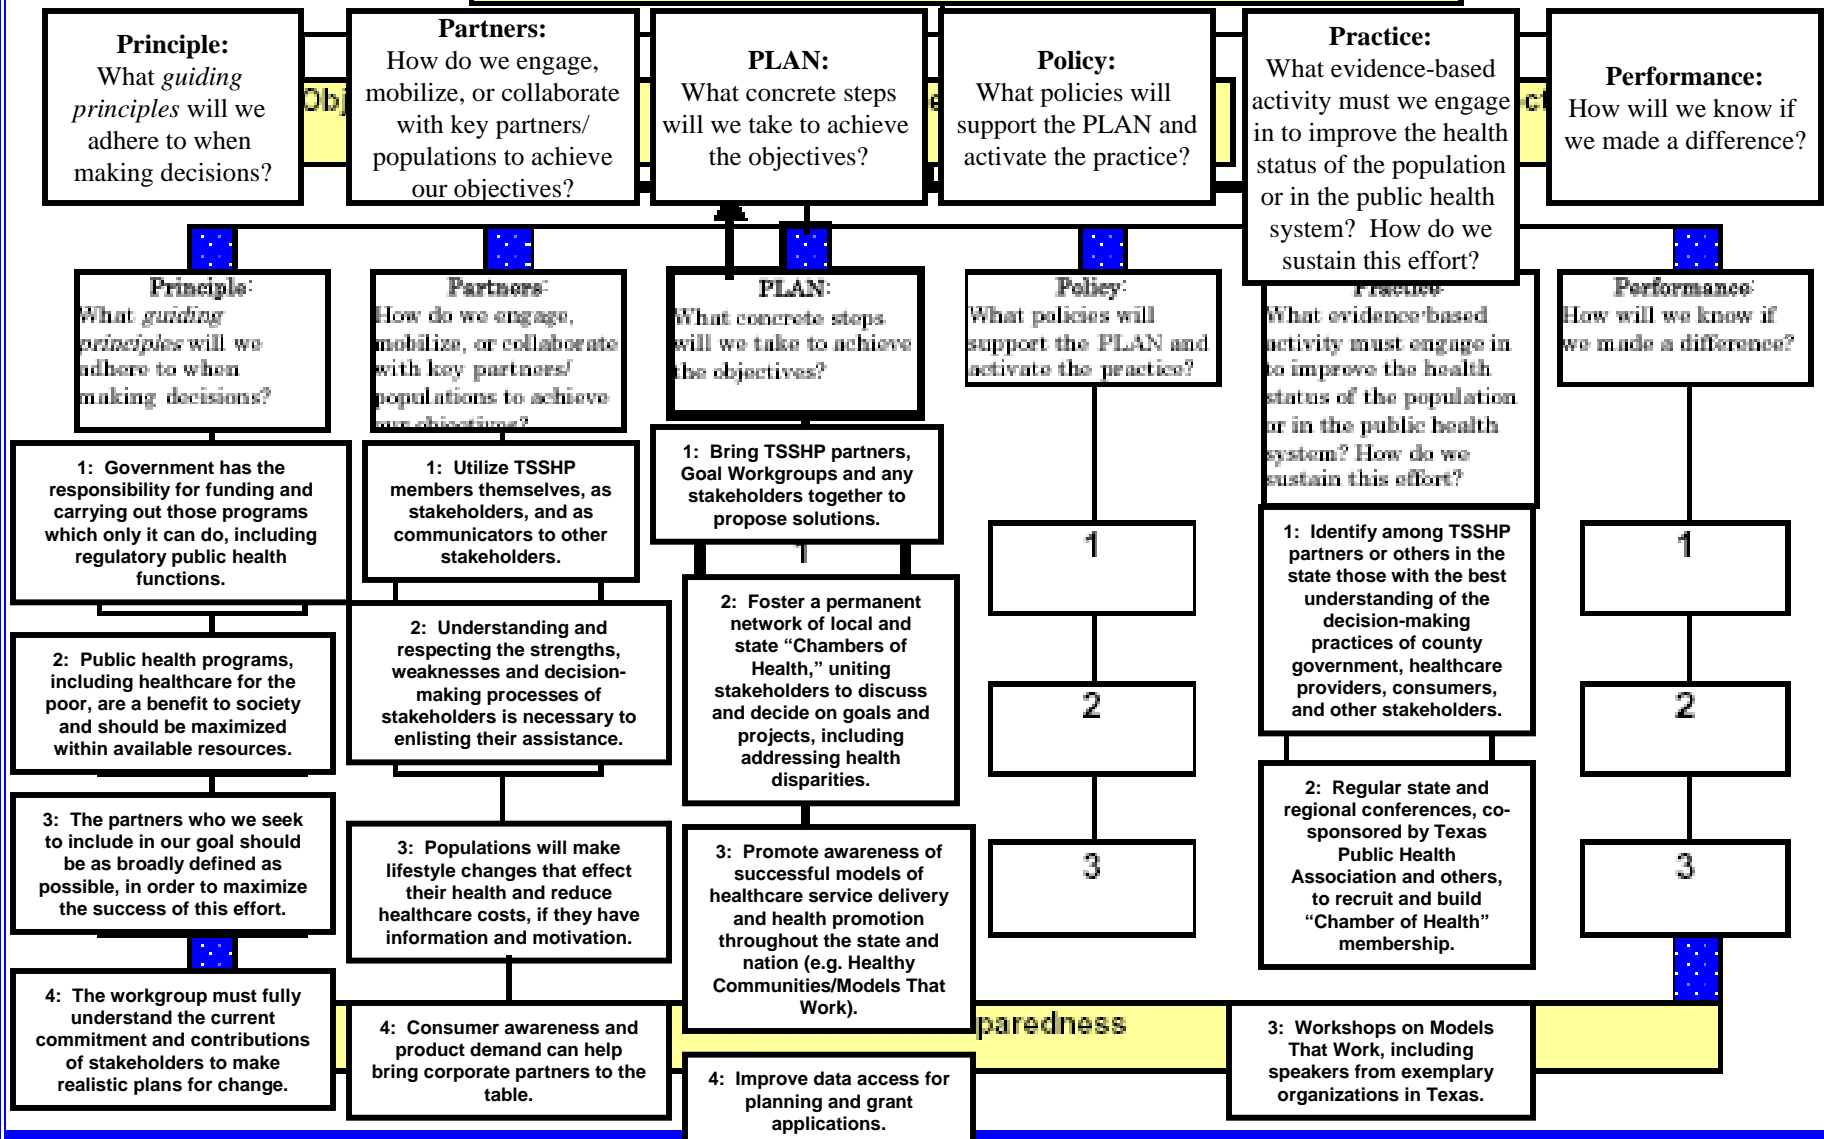 Principle:
What guiding
principles will we
adhere to when
making decisions?
Partners:
How do we engage,
mobilize, or collaborate
with key partners/
populations to achieve
our objectives?
PLAN:
What concrete steps
will we take to achieve
the objectives?
Policy:
What policies will
support the PLAN and
activate the practice?
Practice:
What evidence-based
activity must we engage
in to improve the health
status of the population
or in the public health
system? How do we
sustain this effort?
Performance:
How will we know if
we made a difference?
Obj
Principle:
What guiding
principles will we
adhere to when
making decisions?
1: Government has the
responsibility for funding and
carrying out those programs
which only it can do, including
regulatory public health
functions.
2: Public health programs,
including healthcare for the
poor, are a benefit to society
and should be maximized
within available resources.
3: The partners who we seek
to include in our goal should
be as broadly defined as
possible, in order to maximize
the success of this effort.
4: The workgroup must fully
understand the current
commitment and contributions
of stakeholders to make
realistic plans for change.
Partners:
How do we engage,
mobilize, or collaborate
with key partners/
populations to achieve
our objectives?
1: Utilize TSSHP
members themselves, as
stakeholders, and as
communicators to other
stakeholders.
2: Understanding and
respecting the strengths,
weaknesses and decision-
making processes of
stakeholders is necessary to
enlisting their assistance.
3: Populations will make
lifestyle changes that effect
their health and reduce
healthcare costs, if they have
information and motivation.
4: Consumer awareness and
product demand can help
bring corporate partners to the
table.
PLAN:
What concrete steps
will we take to achieve
the objectives?
1: Bring TSSHP partners,
Goal Workgroups and any
stakeholders together to
propose solutions.
2: Foster a permanent
network of local and
state “Chambers of
Health,” uniting
stakeholders to discuss
and decide on goals and
projects, including
addressing health
disparities.
3: Promote awareness of
successful models of
healthcare service delivery
and health promotion
throughout the state and
nation (e.g. Healthy
Communities/Models That
Work).
4: Improve data access for
planning and grant
applications.
Policy:
What policies will
support the PLAN and
activate the practice?
1
2
3
paredness
Practice:
What evidence-based
activity must engage in
to improve the health
status of the population
or in the public health
system? How do we
sustain this effort?
1: Identify among TSSHP
partners or others in the
state those with the best
understanding of the
decision-making
practices of county
government, healthcare
providers, consumers,
and other stakeholders.
2: Regular state and
regional conferences, co-
sponsored by Texas
Public Health
Association and others,
to recruit and build
“Chamber of Health”
membership.
3: Workshops on Models
That Work, including
speakers from exemplary
organizations in Texas.
Performance:
How will we know if
we made a difference?
1
2
3